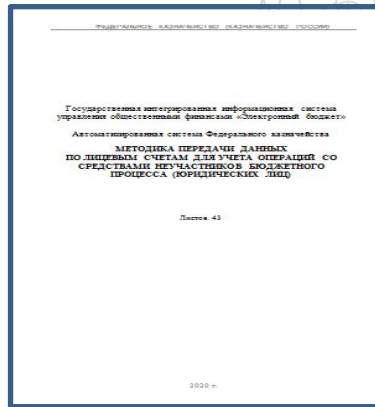 ФЕДЕРАЛЬНОЕ КАЗНАЧЕЙСТВО (КАЗНАЧЕЙСТВО РОССИИ)
Государственная интегрированная информационная система
управления общественными финансами «Электронный бюджет»
Автоматизированная система Федерального казначейства
МЕТОДИКА ПЕРЕДАЧИ ДАННЫХ
ПО ЛИЦЕВЫМ СЧЕТАМ ДЛЯ УЧЕТА ОПЕРАЦИЙ СО
СРЕДСТВАМИ НЕУЧАСТНИКОВ БЮДЖЕТНОГО
ПРОЦЕССА (ЮРИДИЧЕСКИХ ЛИЦ)
Листов: 43
2020 г.